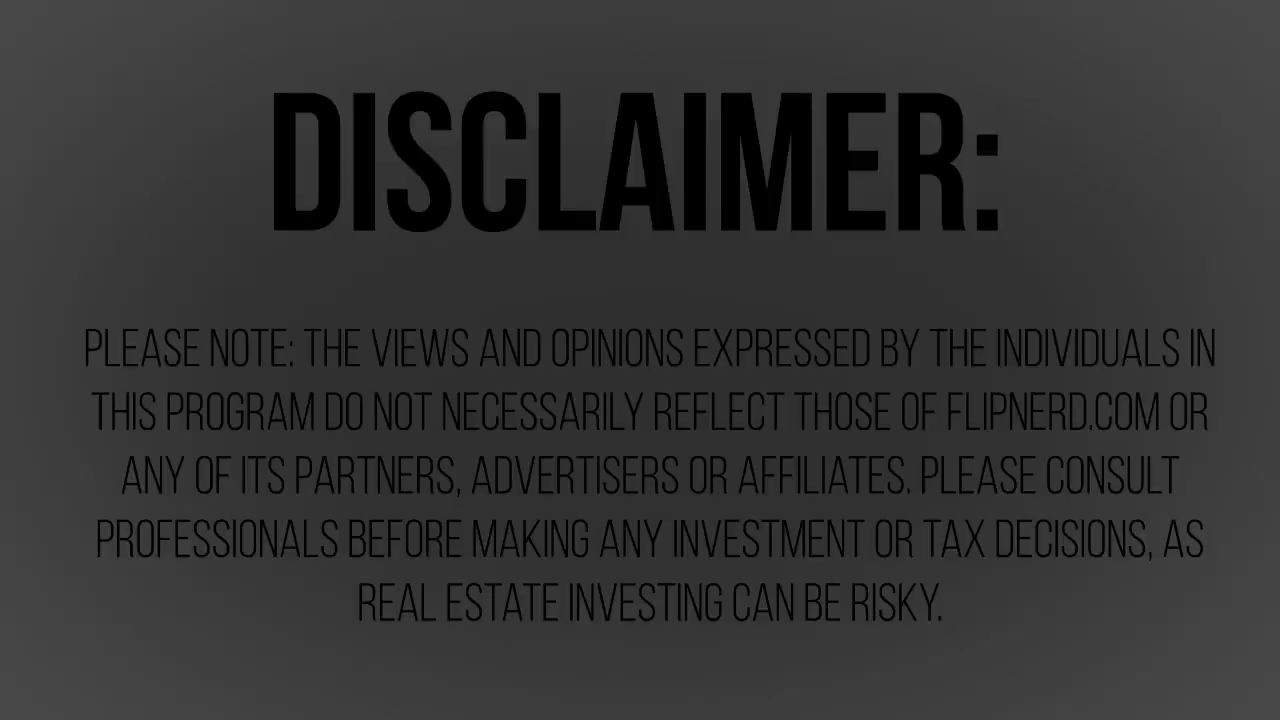 DISCLAIMER:
PLEASE NOTE: THE VIEWS AND OPINIONS EXPRESSED BY THE INDIVIDUALS IN
THIS PROGRAM DO NOT NECESSARILY REFLECT THOSE OF FLIPNERD.COM OR
ANY OF ITS PARTNERS, ADVERTISERS OR AFFILIATES. PLEASE CONSULT
PROFESSIONALS BEFORE MAKING ANY INVESTMENT OR TAX DECISIONS, AS
REAL ESTATE INVESTING CAN BE RISKY.